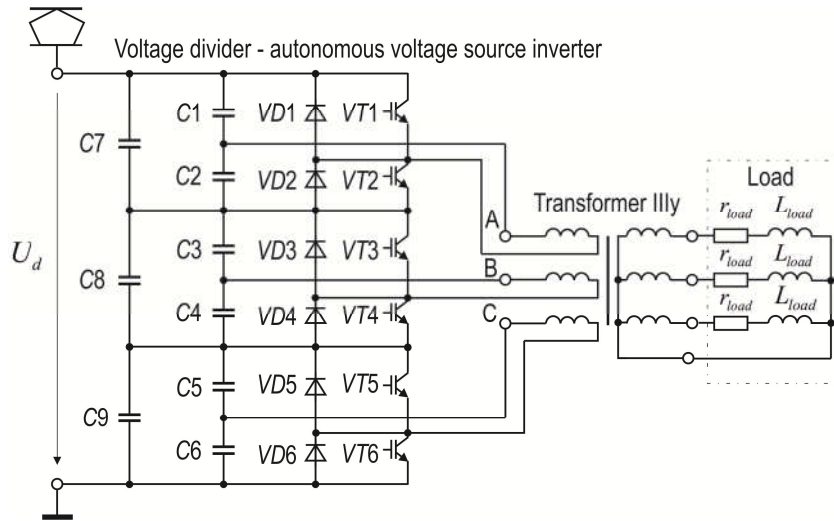 Voltage divider - autonomous voltage source inverter
C1 VD1 VT1
C7
C2 VD2 VT2
Load
A Transformer IIIy r_load L_load
U_d
C3 VD3 VT3
B r_load L_load
C8
C4 VD4 VT4
C r_load L_load
C5 VD5 VT5
C9
C6 VD6 VT6